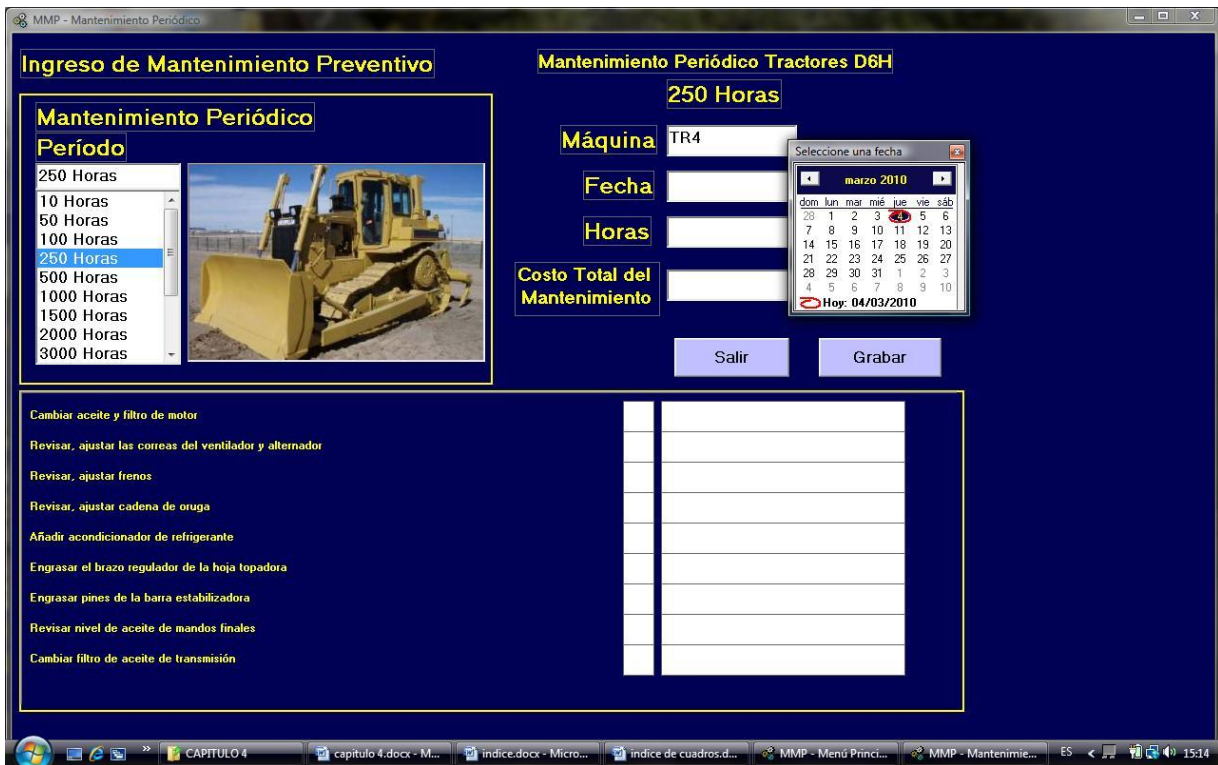 MMP - Mantenimiento Periódico
Ingreso de Mantenimiento Preventivo
Mantenimiento Periódico
Período
250 Horas
10 Horas
50 Horas
100 Horas
250 Horas
500 Horas
1000 Horas
1500 Horas
2000 Horas
3000 Horas
Mantenimiento Periódico Tractores D6H
250 Horas
Máquina TR4
Fecha
Horas
Costo Total del
Mantenimiento
Seleccione una fecha
marzo 2010
dom lun mar mié jue vie sáb
28 1 2 3 4 5 6
7 8 9 10 11 12 13
14 15 16 17 18 19 20
21 22 23 24 25 26 27
28 29 30 31 1 2 3
4 5 6 7 8 9 10
Hoy: 04/03/2010
Salir Grabar
Cambiar aceite y filtro de motor
Revisar, ajustar las correas del ventilador y alternador
Revisar, ajustar frenos
Revisar, ajustar cadena de oruga
Añadir acondicionador de refrigerante
Engrasar el brazo regulador de la hoja topadora
Engrasar pines de la barra estabilizadora
Revisar nivel de aceite de mandos finales
Cambiar filtro de aceite de transmisión
CAPITULO 4 capitulo 4.docx - M... indice.docx - Micro... indice de cuadros.d... MMP - Menú Princi... MMP - Mantenimie... ES 15:14